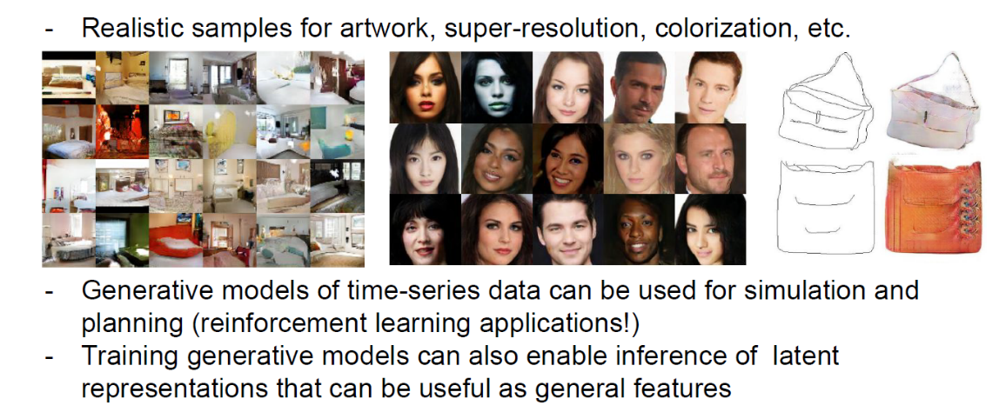 - Realistic samples for artwork, super-resolution, colorization, etc.
- Generative models of time-series data can be used for simulation and
planning (reinforcement learning applications!)
- Training generative models can also enable inference of latent
representations that can be useful as general features